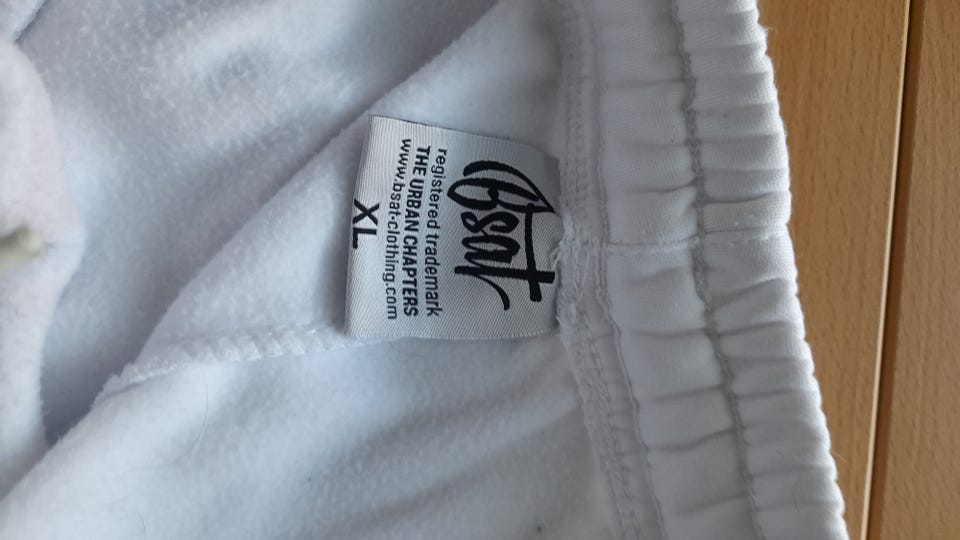 bsat
registered trademark
THE URBAN CHAPTERS
www.bsat-clothing.com
XL